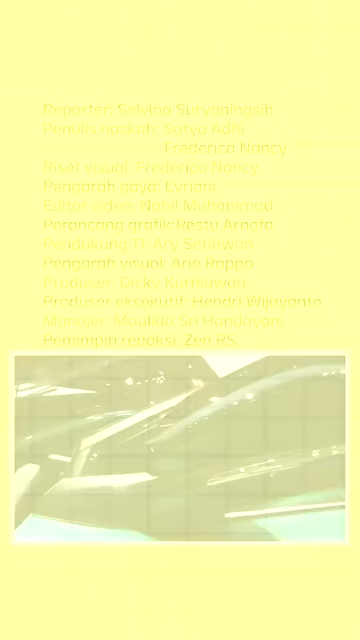 Reporter: Selvina Suryaningsih
Penulis naskah: Satya Adhi
Frederica Nancy
Riset visual: Frederica Nancy
Pengarah gaya: Evriani
Editor video: Nabil Muhammad
Perancang grafik: Restu Arnota
Pendukung TI: Ary Setiawan
Pengarah visual: Arie Rappa
Produser: Dicky Kurniawan
Produser eksekutif: Hendri Wijayanto
Manajer: Maulida Sri Handayani
Pemimpin redaksi: Zen RS